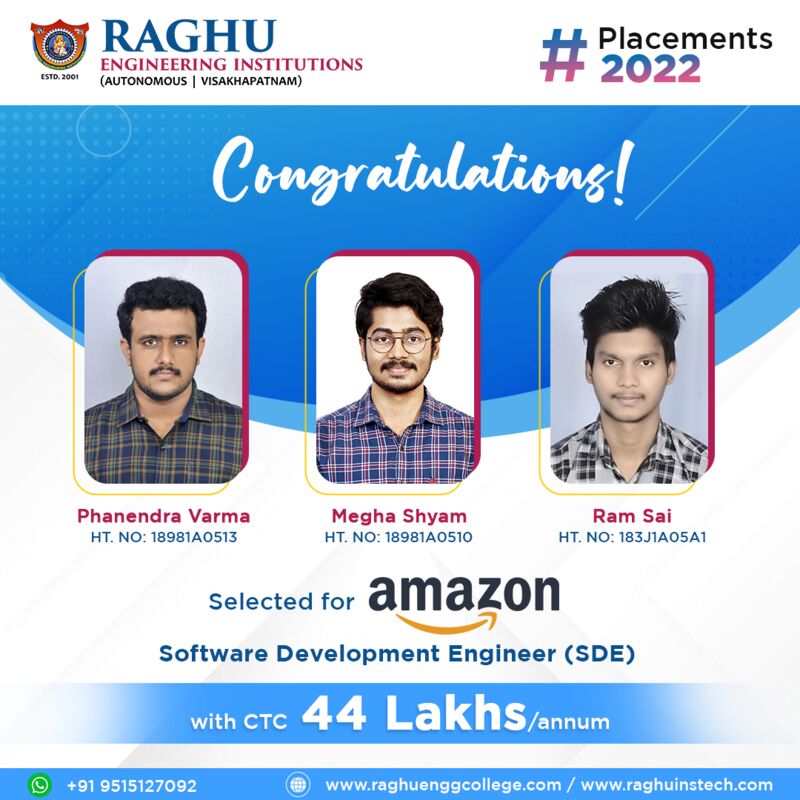 RAGHU
ENGINEERING INSTITUTIONS
(AUTONOMOUS | VISAKHAPATNAM)
ESTD. 2001
# Placements
2022
Congratulations!
Phanendra Varma
HT. NO: 18981A0513
Megha Shyam
HT. NO: 18981A0510
Ram Sai
HT. NO: 183J1A05A1
Selected for amazon
Software Development Engineer (SDE)
with CTC 44 Lakhs/annum
+91 9515127092
www.raghuenggcollege.com / www.raghuinstech.com